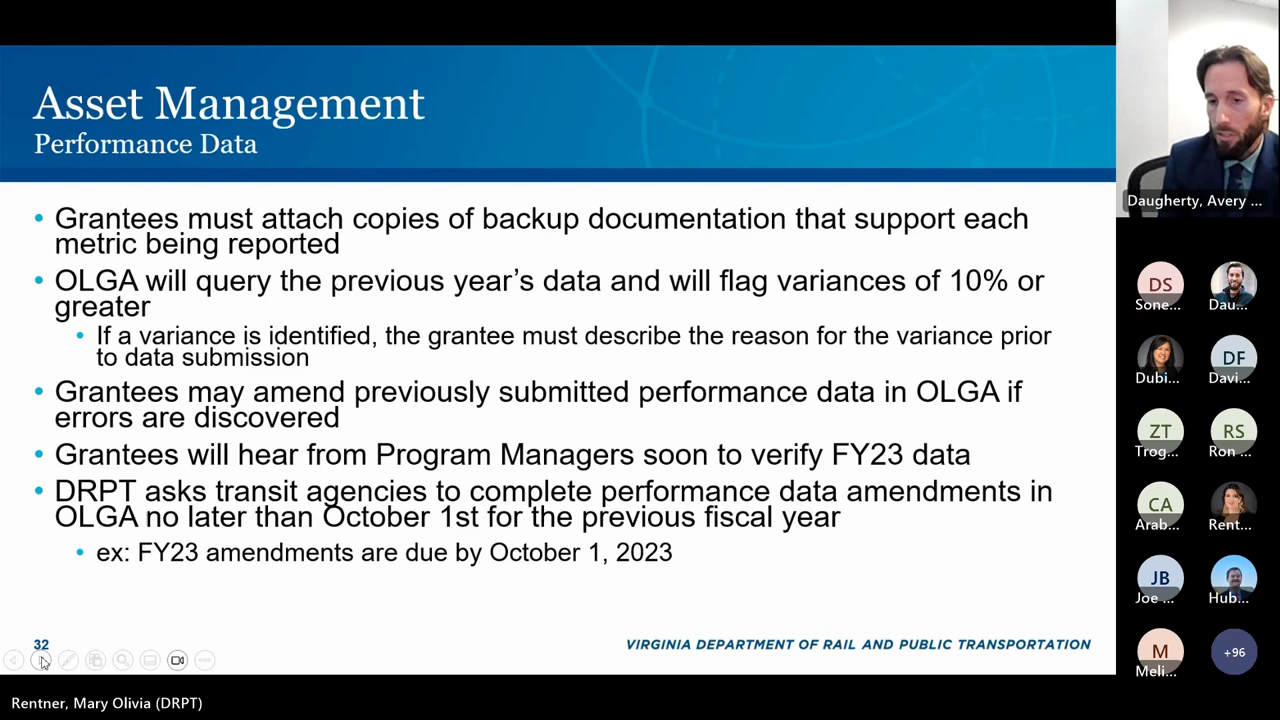 Asset Management
Performance Data
• Grantees must attach copies of backup documentation that support each
metric being reported
• OLGA will query the previous year’s data and will flag variances of 10% or
greater
• If a variance is identified, the grantee must describe the reason for the variance prior
to data submission
• Grantees may amend previously submitted performance data in OLGA if
errors are discovered
• Grantees will hear from Program Managers soon to verify FY23 data
• DRPT asks transit agencies to complete performance data amendments in
OLGA no later than October 1st for the previous fiscal year
• ex: FY23 amendments are due by October 1, 2023
32
VIRGINIA DEPARTMENT OF RAIL AND PUBLIC TRANSPORTATION
Rentner, Mary Olivia (DRPT)
Daugherty, Avery ...
DS
Sone...
Dau...
Dubi...
DF
Davi...
ZT
Trog...
RS
Ron ...
CA
Arab...
Rent...
JB
Joe ...
Hub...
M
Meli...
+96